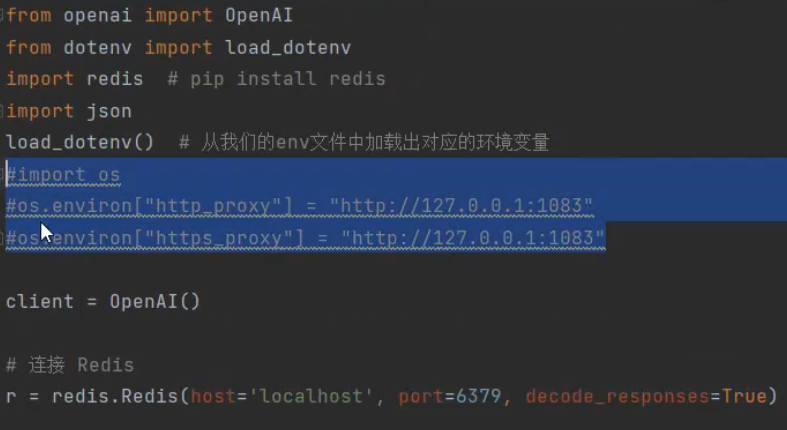 from openai import OpenAI
from dotenv import load_dotenv
import redis  # pip install redis
import json
load_dotenv()  # 从我们的env文件中加载出对应的环境变量
#import os
#os.environ["http_proxy"] = "http://127.0.0.1:1083"
#os.environ["https_proxy"] = "http://127.0.0.1:1083"
client = OpenAI()
# 连接 Redis
r = redis.Redis(host='localhost', port=6379, decode_responses=True)